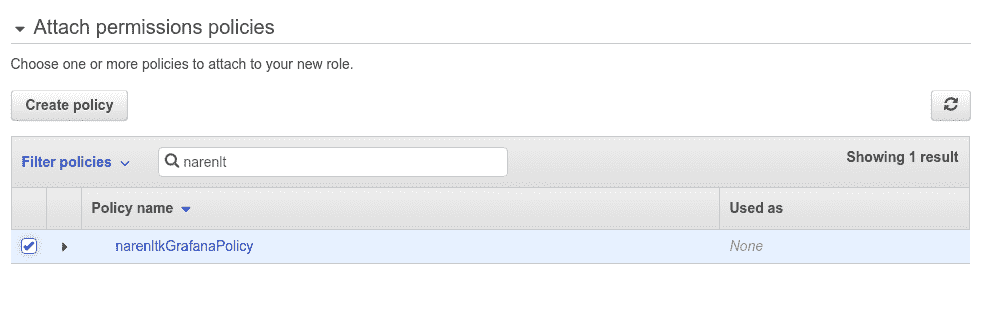 Attach permissions policies
Choose one or more policies to attach to your new role.
Create policy
Filter policies narenlt Showing 1 result
Policy name Used as
narenltkGrafanaPolicy None